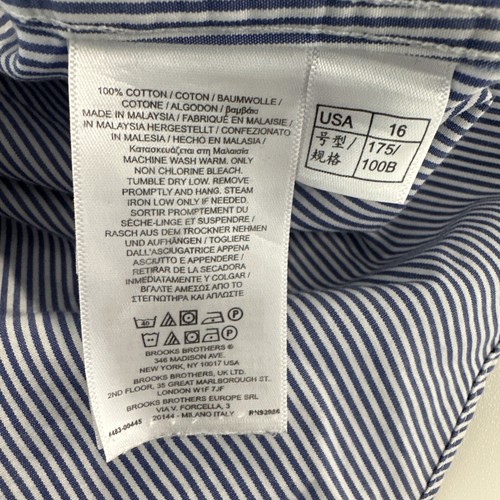 100% COTTON / COTON / BAUMWOLLE /
COTONE / ALGODON / βαμβάκι
MADE IN MALAYSIA / FABRIQUÉ EN MALAISIE /
IN MALAYSIA HERGESTELLT / CONFEZIONATO
IN MALESIA / HECHO EN MALASIA /
Κατασκευάζεται στη Μαλαισία
MACHINE WASH WARM. ONLY
NON CHLORINE BLEACH.
TUMBLE DRY LOW. REMOVE
PROMPTLY AND HANG. STEAM
IRON LOW ONLY IF NEEDED.
SORTIR PROMPTEMENT DU
SÈCHE-LINGE ET SUSPENDRE /
RASCH AUS DEM TROCKNER NEHMEN
UND AUFHÄNGEN / TOGLIERE
DALL'ASCIUGATRICE APPENA
ASCIUTTO E APPENDERE /
RETIRAR DE LA SECADORA
INMEDIATAMENTE Y COLGAR /
ΒΓΑΛΤΕ ΑΜΕΣΩΣ ΑΠΟ ΤΟ
ΣΤΕΓΝΩΤΗΡΑ ΚΑΙ ΑΠΛΩΣΤΕ
40
BROOKS BROTHERS ®
346 MADISON AVE.
NEW YORK, NY 10017 USA
BROOKS BROTHERS, UK LTD.
2ND FLOOR, 35 GREAT MARLBOROUGH ST.
LONDON W1F 7JF
BROOKS BROTHERS EUROPE SRL
VIA V. FORCELLA, 3
20144 - MILANO ITALY
USA 16
号型/ 175/
规格 100B